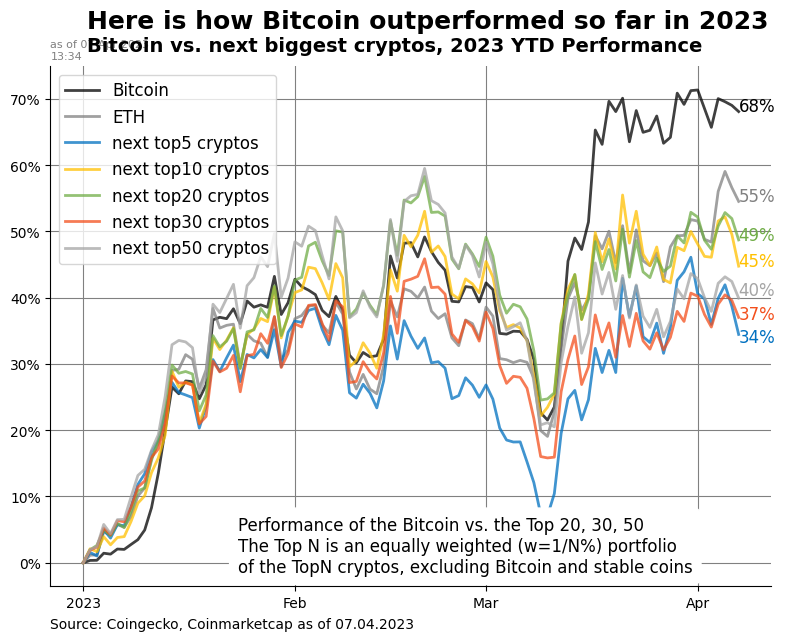 Here is how Bitcoin outperformed so far in 2023
as of 0
Bitcoin vs. next biggest cryptos, 2023 YTD Performance
13:34
Bitcoin
ETH
next top5 cryptos
next top10 cryptos
next top20 cryptos
next top30 cryptos
next top50 cryptos
70%
60%
50%
40%
30%
20%
10%
0%
68%
55%
49%
45%
40%
37%
34%
Performance of the Bitcoin vs. the Top 20, 30, 50
The Top N is an equally weighted (w=1/N%) portfolio
of the TopN cryptos, excluding Bitcoin and stable coins
2023
Feb
Mar
Apr
Source: Coingecko, Coinmarketcap as of 07.04.2023